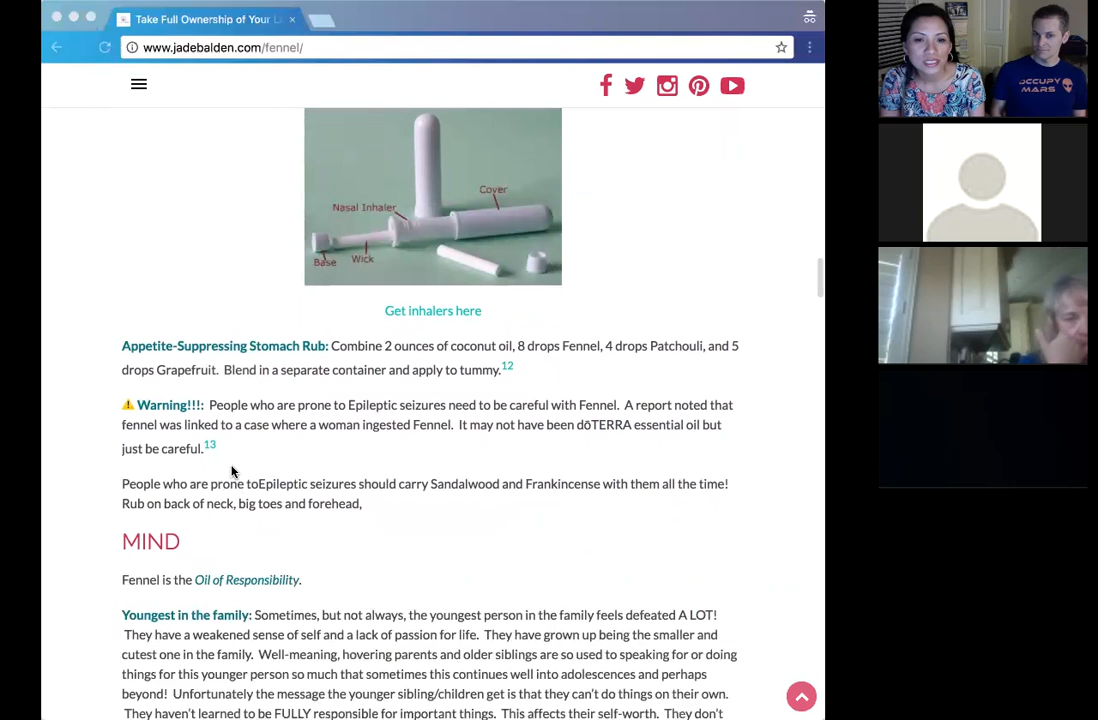 Take Full Ownership of Your L
www.jadebalden.com/fennel/
OCCUPY
MARS
Cover
Nasal Inhaler
Base
Wick
Get inhalers here
Appetite-Suppressing Stomach Rub: Combine 2 ounces of coconut oil, 8 drops Fennel, 4 drops Patchouli, and 5
drops Grapefruit. Blend in a separate container and apply to tummy.12
Warning!!!: People who are prone to Epileptic seizures need to be careful with Fennel. A report noted that
fennel was linked to a case where a woman ingested Fennel. It may not have been dōTERRA essential oil but
just be careful.13
People who are prone toEpileptic seizures should carry Sandalwood and Frankincense with them all the time!
Rub on back of neck, big toes and forehead,
MIND
Fennel is the Oil of Responsibility.
Youngest in the family: Sometimes, but not always, the youngest person in the family feels defeated A LOT!
They have a weakened sense of self and a lack of passion for life. They have grown up being the smaller and
cutest one in the family. Well-meaning, hovering parents and older siblings are so used to speaking for or doing
things for this younger person so much that sometimes this continues well into adolescences and perhaps
beyond! Unfortunately the message the younger sibling/children get is that they can't do things on their own.
They haven't learned to be FULLY responsible for important things. This affects their self-worth. They don't